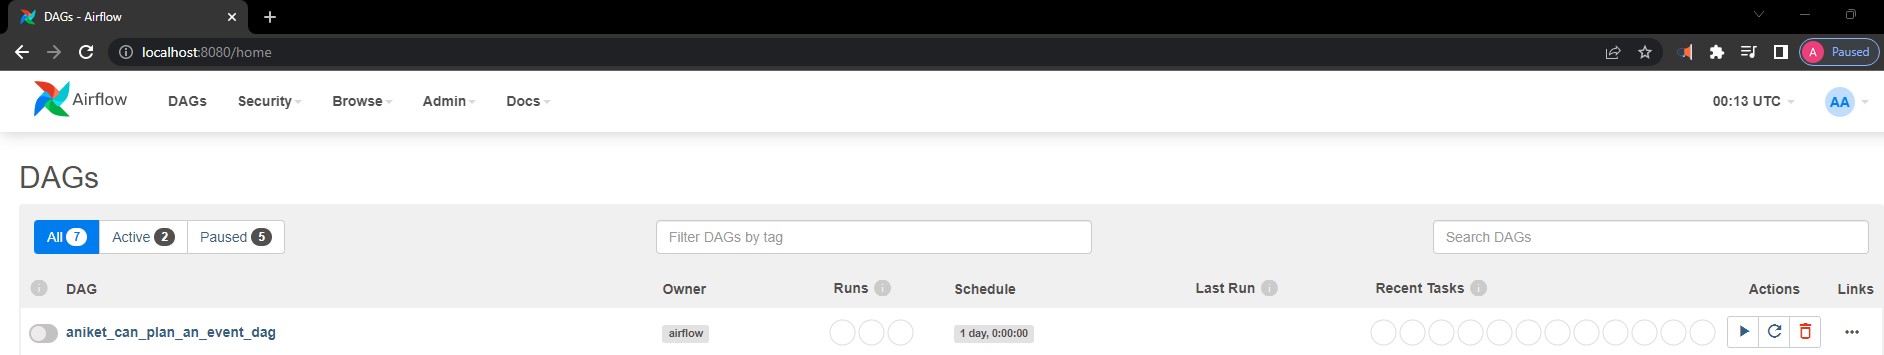 DAGs - Airflow
localhost:8080/home
A Paused
Airflow DAGs Security Browse Admin Docs 00:13 UTC AA
DAGs
All 7 Active 2 Paused 5 Filter DAGs by tag Search DAGs
i DAG Owner Runs i Schedule Last Run i Recent Tasks i Actions Links
aniket_can_plan_an_event_dag airflow 1 day, 0:00:00